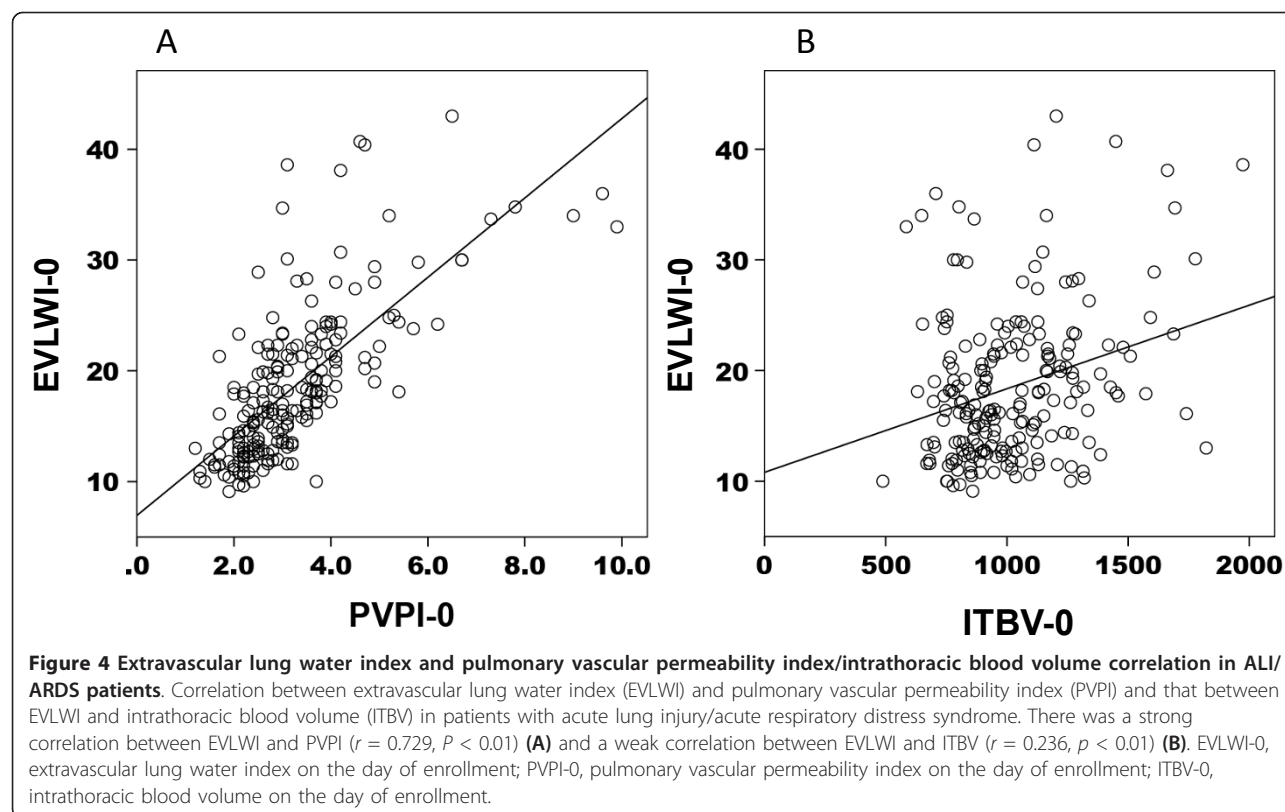 A
B
40
30
20
10
EVLWI-0
.0 2.0 4.0 6.0 8.0 10.0
PVPI-0
40
30
20
10
EVLWI-0
0 500 1000 1500 2000
ITBV-0
Figure 4 Extravascular lung water index and pulmonary vascular permeability index/intrathoracic blood volume correlation in ALI/
ARDS patients. Correlation between extravascular lung water index (EVLWI) and pulmonary vascular permeability index (PVPI) and that between
EVLWI and intrathoracic blood volume (ITBV) in patients with acute lung injury/acute respiratory distress syndrome. There was a strong
correlation between EVLWI and PVPI (r = 0.729, P < 0.01) (A) and a weak correlation between EVLWI and ITBV (r = 0.236, p < 0.01) (B). EVLWI-0,
extravascular lung water index on the day of enrollment; PVPI-0, pulmonary vascular permeability index on the day of enrollment; ITBV-0,
intrathoracic blood volume on the day of enrollment.